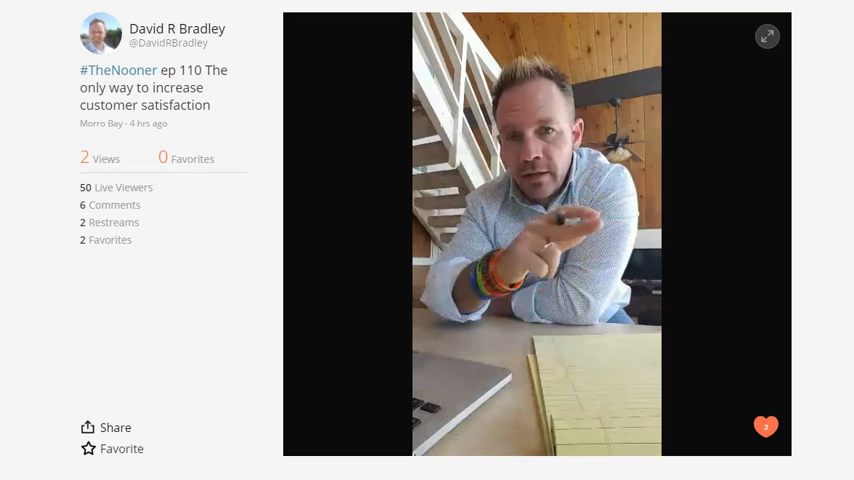 David R Bradley
@DavidRBradley
#TheNooner ep 110 The
only way to increase
customer satisfaction
Morro Bay - 4 hrs ago
2 Views 0 Favorites
50 Live Viewers
6 Comments
2 Restreams
2 Favorites
Share
Favorite
2